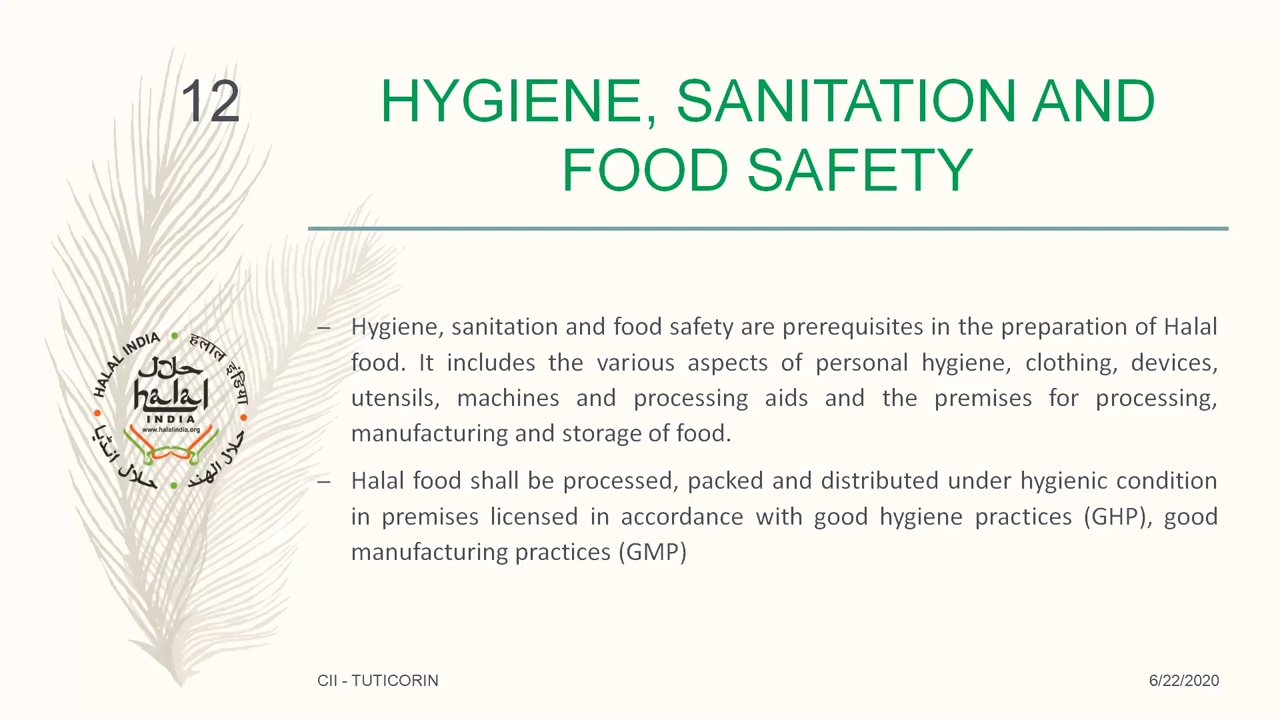 12
HYGIENE, SANITATION AND
FOOD SAFETY
– Hygiene, sanitation and food safety are prerequisites in the preparation of Halal
food. It includes the various aspects of personal hygiene, clothing, devices,
utensils, machines and processing aids and the premises for processing,
manufacturing and storage of food.
– Halal food shall be processed, packed and distributed under hygienic condition
in premises licensed in accordance with good hygiene practices (GHP), good
manufacturing practices (GMP)
HALAL INDIA
हलाल इंडिया
حلال
halal
INDIA
www.halalindia.org
حلال انڈیا
حلال الهند
CII - TUTICORIN
6/22/2020